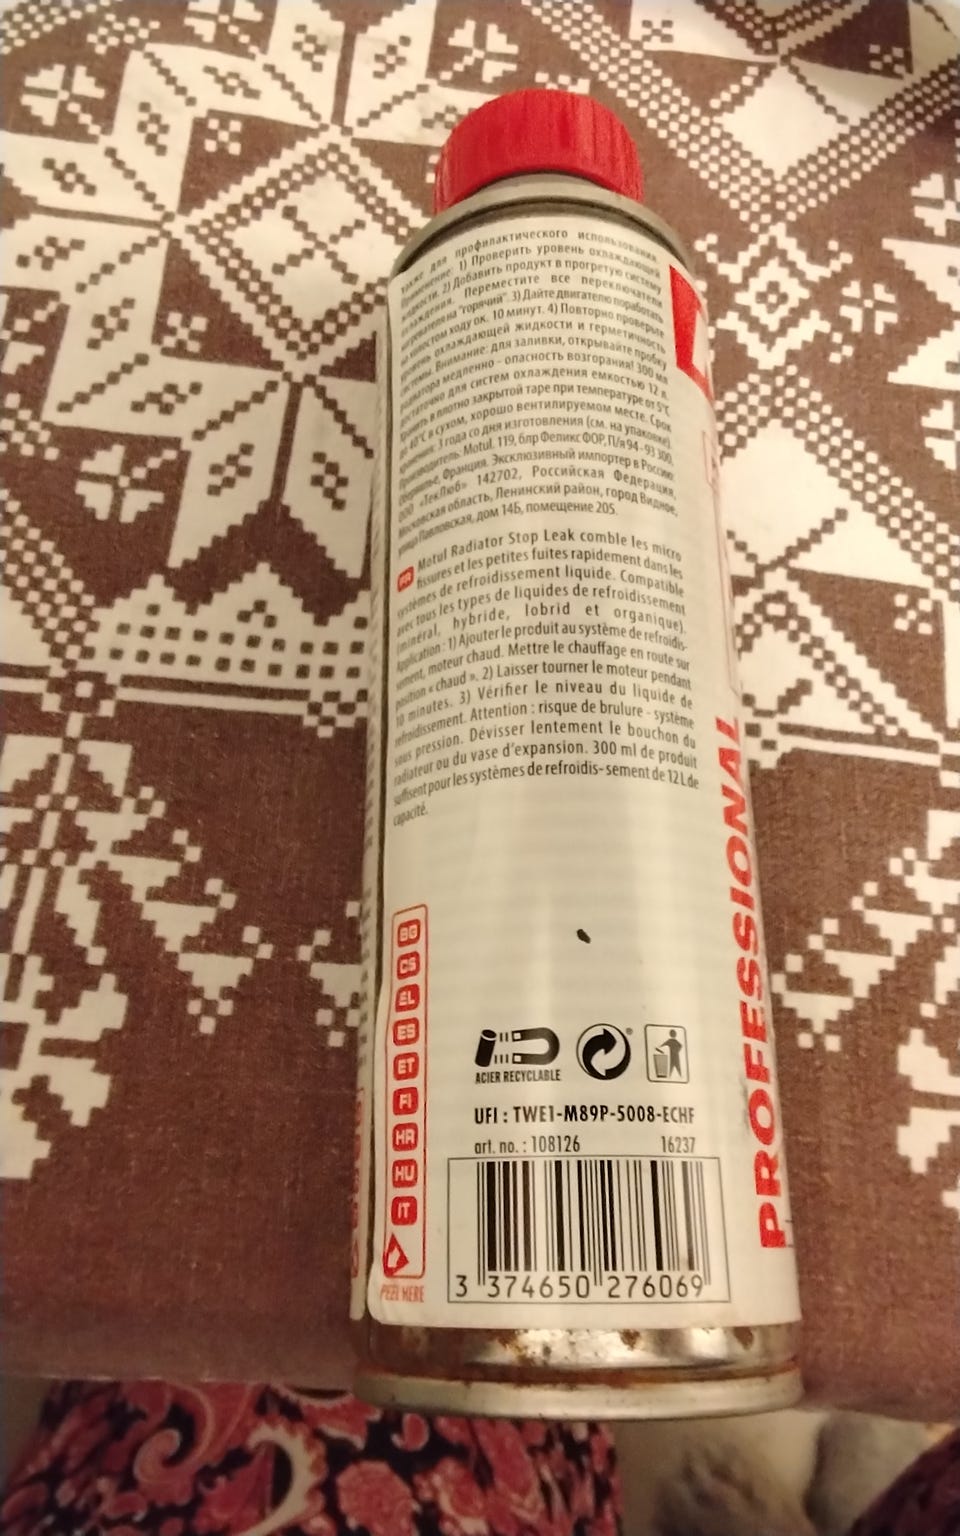 также для профилактического использования.
Применение: 1) Проверить уровень охлаждающей
жидкости. 2) Добавить продукт в прогретую систему
охлаждения. Переместите все переключатели
нагревателя на "горячий". 3) Дайте двигателю поработать
на холостом ходу ок. 10 минут. 4) Повторно проверьте
уровень охлаждающей жидкости и герметичность
системы. Внимание: для заливки, открывайте пробку
радиатора медленно - опасность возгорания! 300 мл
достаточно для систем охлаждения емкостью 12 л.
Хранить в плотно закрытой таре при температуре от 5°С
до 40°С в сухом, хорошо вентилируемом месте. Срок
хранения: 3 года со дня изготовления (см. на упаковке).
Производитель: Motul, 119, блр Феликс ФОР, П/я 94 - 93 300,
Обервилье, Франция. Эксклюзивный импортер в Россию:
ООО «ТекЛюб» 142702, Российская Федерация,
Московская область, Ленинский район, город Видное,
улица Павловская, дом 14Б, помещение 205.
FR Motul Radiator Stop Leak comble les micro
fissures et les petites fuites rapidement dans les
systèmes de refroidissement liquide. Compatible
avec tous les types de liquides de refroidissement
(minéral, hybride, lobrid et organique).
Application : 1) Ajouter le produit au système de refroidis-
sement, moteur chaud. Mettre le chauffage en route sur
position « chaud ». 2) Laisser tourner le moteur pendant
10 minutes. 3) Vérifier le niveau du liquide de
refroidissement. Attention : risque de brulure - système
sous pression. Dévisser lentement le bouchon du
radiateur ou du vase d'expansion. 300 ml de produit
suffisent pour les systèmes de refroidis- sement de 12 L de
capacité.
BG
CS
EL
ES
ET
FI
HR
HU
IT
PEEL HERE
ACIER RECYCLABLE
UFI : TWE1-M89P-5008-ECHF
art. no. : 108126 16237
3 374650 276069
PROFESSIONAL